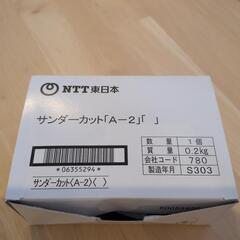 NTT東日本
サンダーカット「A-2」「 」
数量 1個
質量 0.2kg
会社コード 780
製造年月 S303
*06355294*
サンダーカット〈A-2〉〈 〉